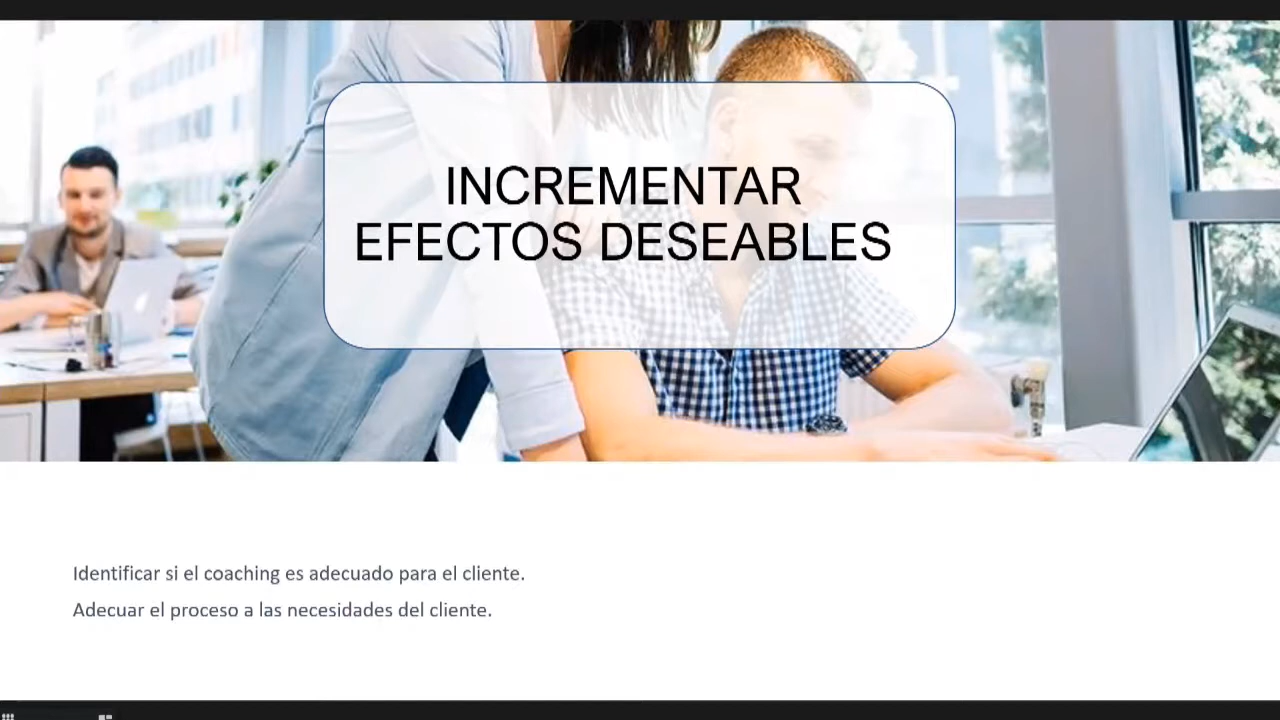 INCREMENTAR
EFECTOS DESEABLES
Identificar si el coaching es adecuado para el cliente.
Adecuar el proceso a las necesidades del cliente.